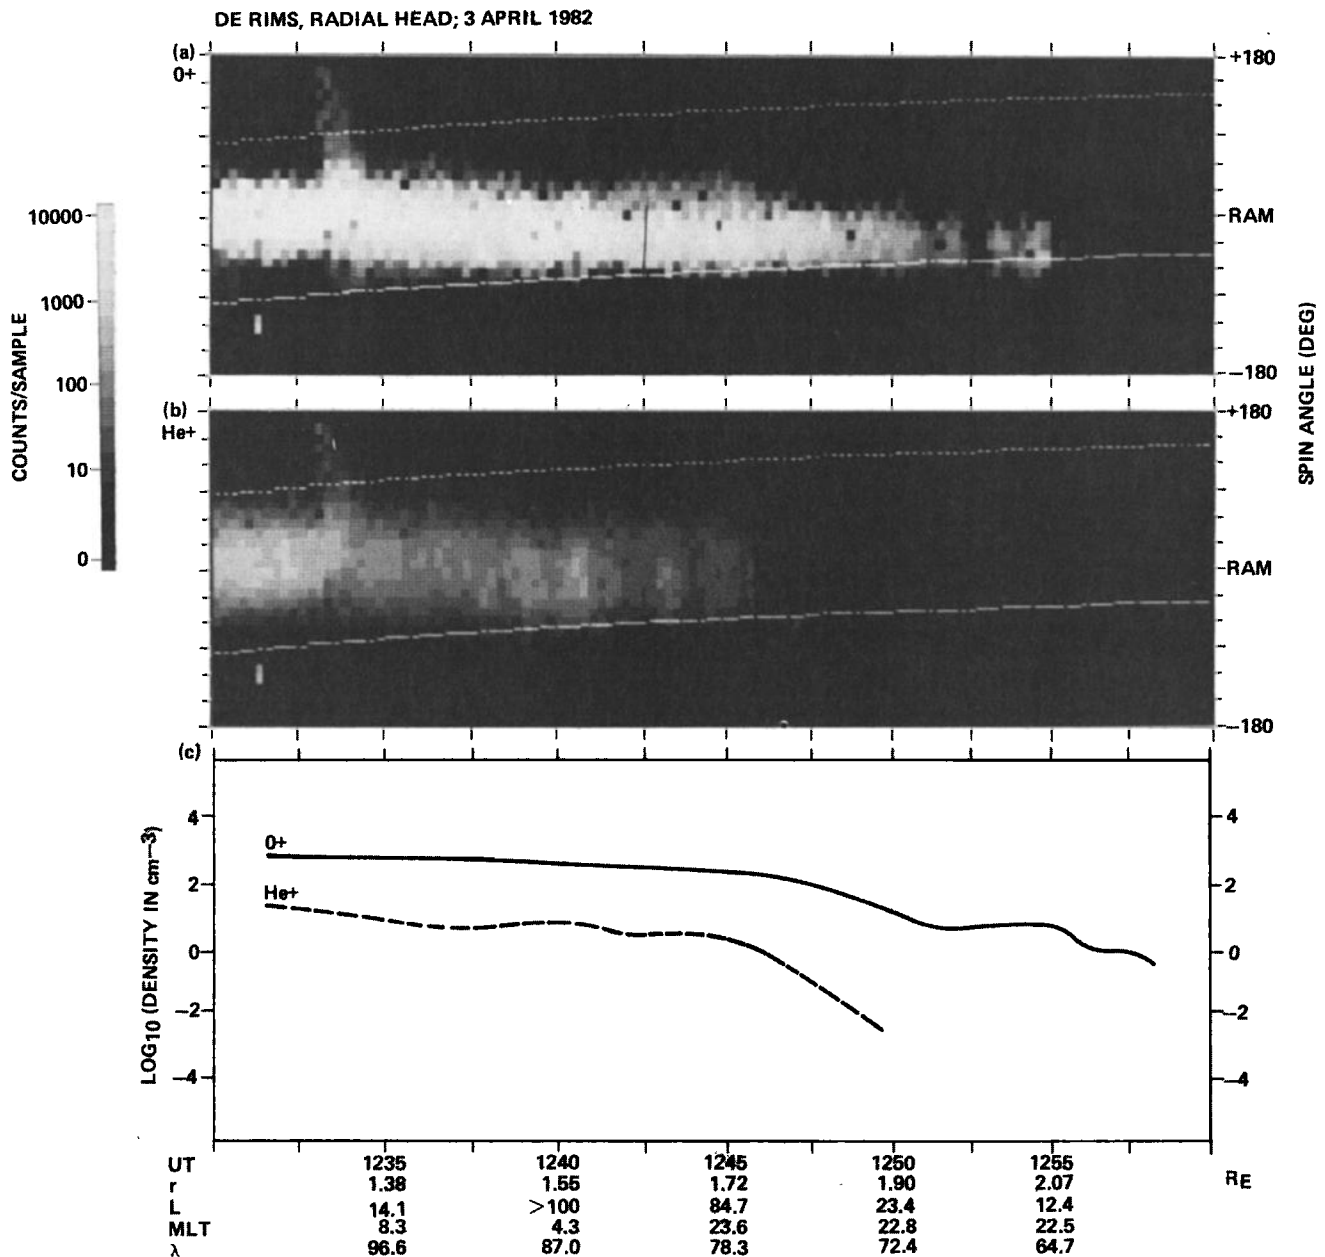 DE RIMS, RADIAL HEAD; 3 APRIL 1982
(a)
O+
+180
RAM
-180
10000
1000
100
10
0
COUNTS/SAMPLE
SPIN ANGLE (DEG)
(b)
He+
+180
RAM
-180
(c)
4
2
0
-2
-4
LOG10 (DENSITY IN cm-3)
O+
He+
4
2
0
-2
-4
UT 1235 1240 1245 1250 1255
r 1.38 1.55 1.72 1.90 2.07 RE
L 14.1 >100 84.7 23.4 12.4
MLT 8.3 4.3 23.6 22.8 22.5
λ 96.6 87.0 78.3 72.4 64.7